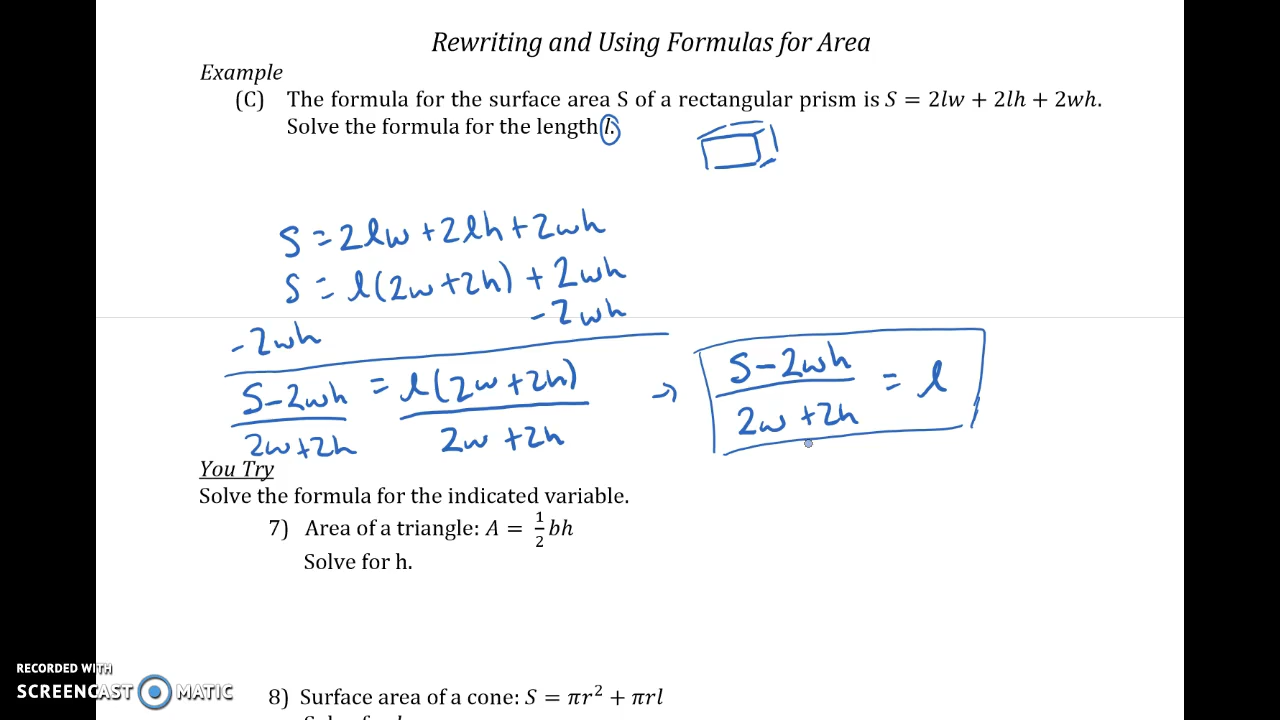 Rewriting and Using Formulas for Area
Example
(C) The formula for the surface area S of a rectangular prism is S = 2lw + 2lh + 2wh.
Solve the formula for the length l.
S = 2lw + 2lh + 2wh
S = l(2w + 2h) + 2wh
- 2wh - 2wh
S - 2wh = l(2w + 2h) → S - 2wh = l
2w + 2h 2w + 2h 2w + 2h
You Try
Solve the formula for the indicated variable.
7) Area of a triangle: A = 1/2 bh
Solve for h.
RECORDED WITH
SCREENCAST MATIC
8) Surface area of a cone: S = πr² + πrl